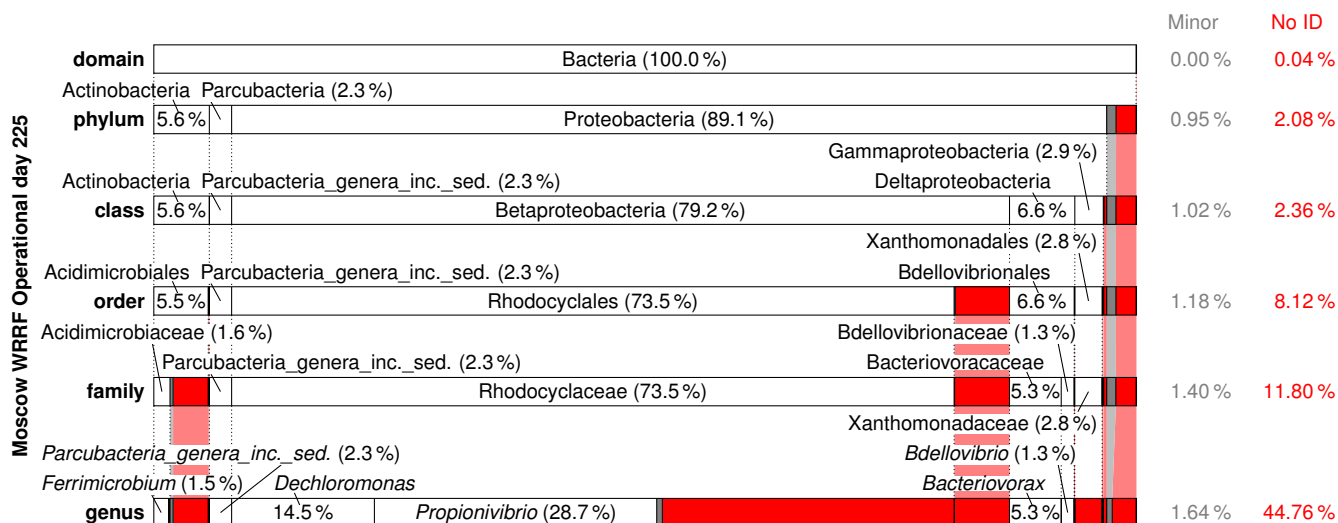 Minor No ID
domain Bacteria (100.0 %) 0.00 % 0.04 %
Actinobacteria Parcubacteria (2.3 %)
phylum 5.6 % Proteobacteria (89.1 %) 0.95 % 2.08 %
Gammaproteobacteria (2.9 %)
Actinobacteria Parcubacteria_genera_inc._sed. (2.3 %) Deltaproteobacteria
class 5.6 % Betaproteobacteria (79.2 %) 6.6 % 1.02 % 2.36 %
Xanthomonadales (2.8 %)
Acidimicrobiales Parcubacteria_genera_inc._sed. (2.3 %) Bdellovibrionales
order 5.5 % Rhodocyclales (73.5 %) 6.6 % 1.18 % 8.12 %
Acidimicrobiaceae (1.6 %) Bdellovibrionaceae (1.3 %)
Parcubacteria_genera_inc._sed. (2.3 %) Bacteriovoracaceae
family Rhodocyclaceae (73.5 %) 5.3 % 1.40 % 11.80 %
Xanthomonadaceae (2.8 %)
Parcubacteria_genera_inc._sed. (2.3 %) Bdellovibrio (1.3 %)
Ferrimicrobium (1.5 %) Dechloromonas Bacteriovorax
genus 14.5 % Propionivibrio (28.7 %) 5.3 % 1.64 % 44.76 %
Moscow WRRF Operational day 225